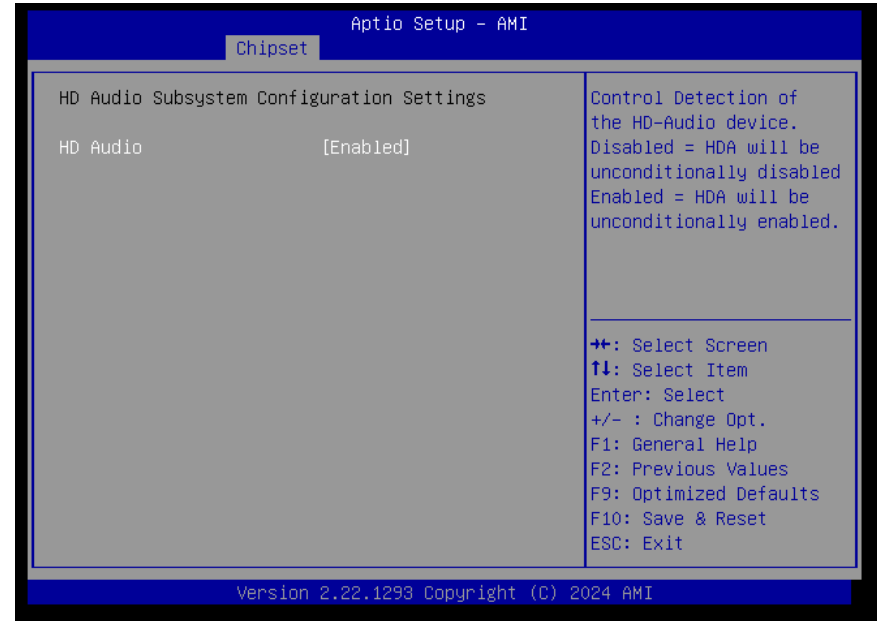 Aptio Setup – AMI
Chipset
HD Audio Subsystem Configuration Settings
HD Audio [Enabled]
Control Detection of
the HD-Audio device.
Disabled = HDA will be
unconditionally disabled
Enabled = HDA will be
unconditionally enabled.
→←: Select Screen
↑↓: Select Item
Enter: Select
+/- : Change Opt.
F1: General Help
F2: Previous Values
F9: Optimized Defaults
F10: Save & Reset
ESC: Exit
Version 2.22.1293 Copyright (C) 2024 AMI